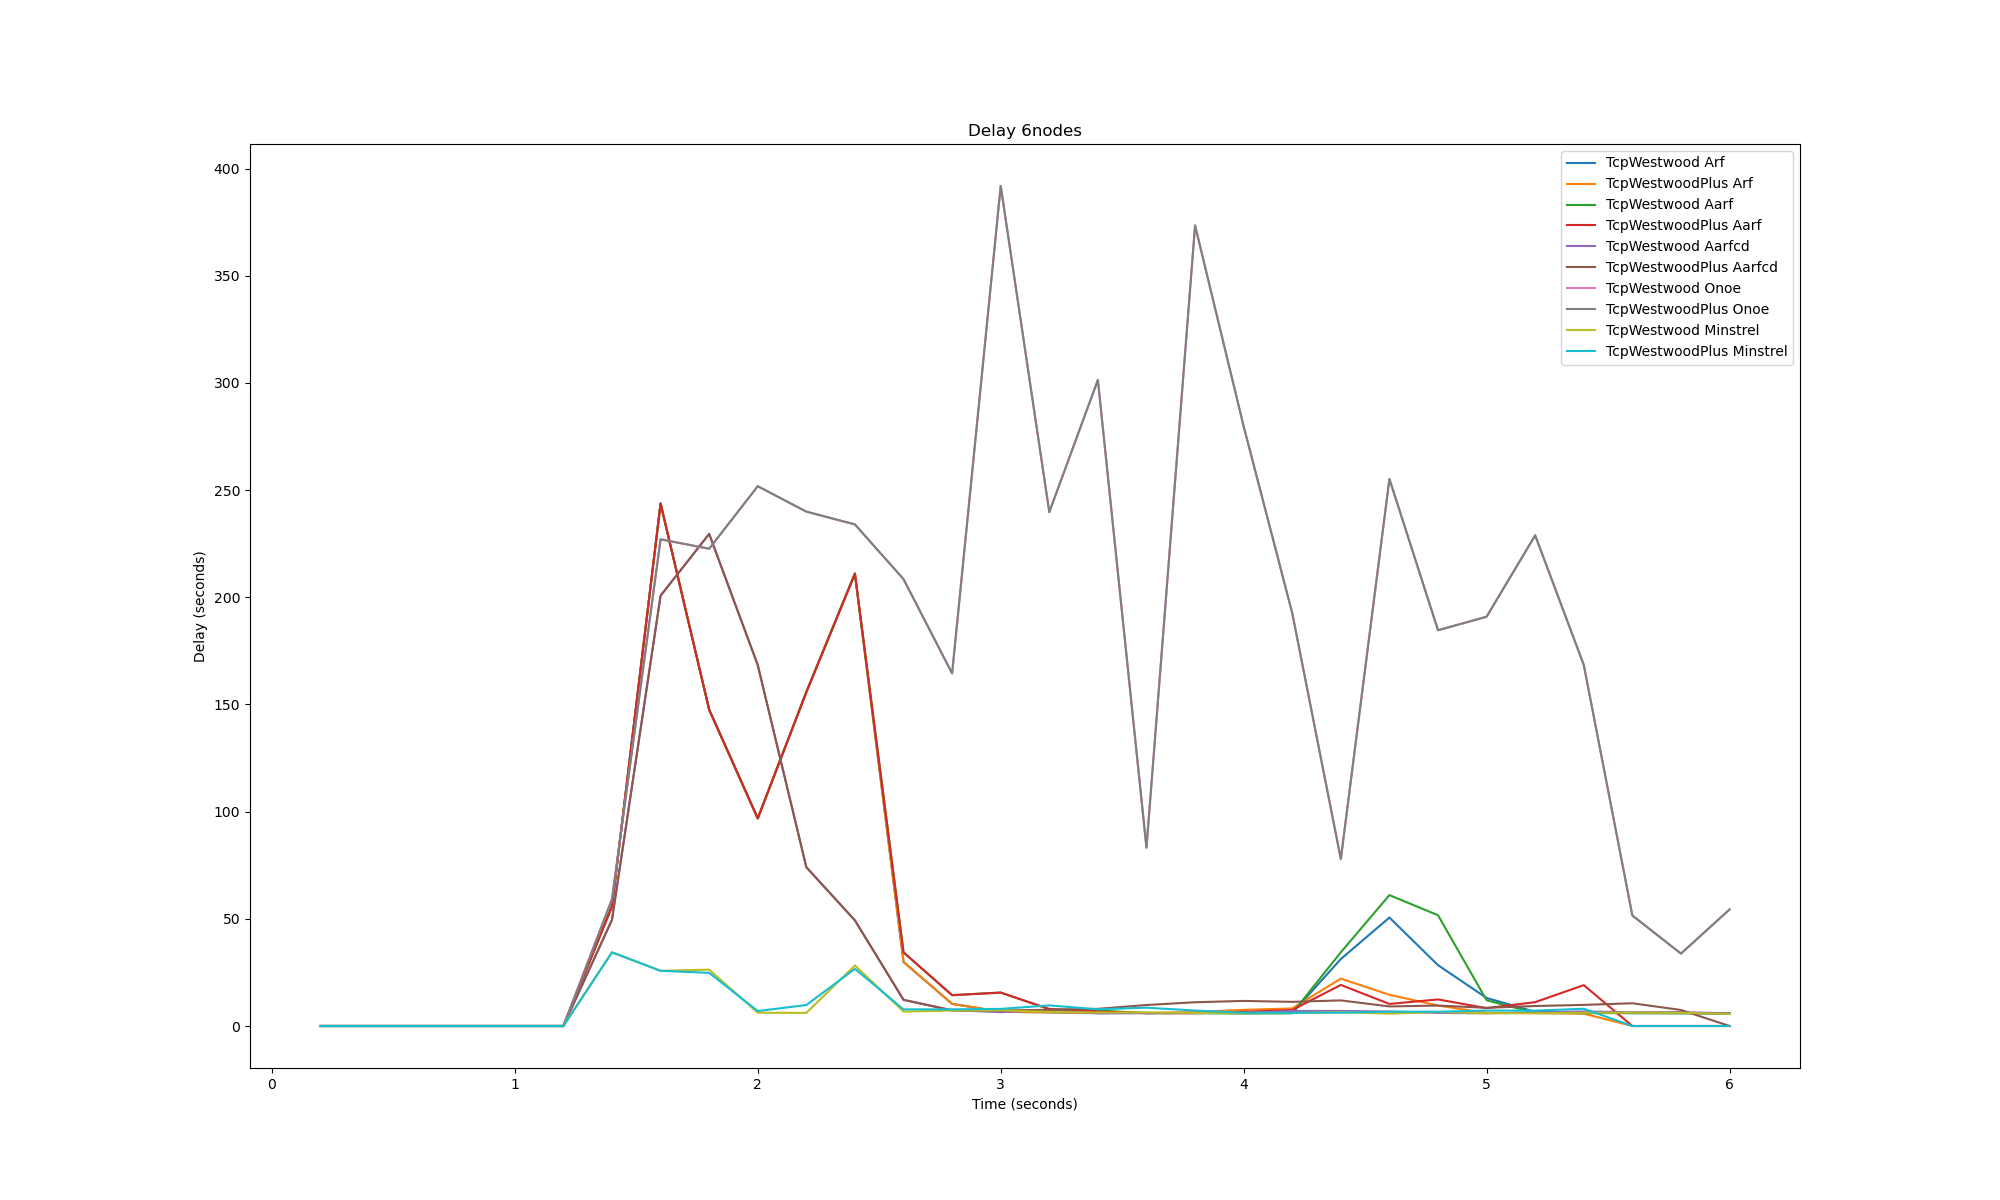 Delay 6nodes
400
350
300
250
200
150
100
50
0
Delay (seconds)
TcpWestwood Arf
TcpWestwoodPlus Arf
TcpWestwood Aarf
TcpWestwoodPlus Aarf
TcpWestwood Aarfcd
TcpWestwoodPlus Aarfcd
TcpWestwood Onoe
TcpWestwoodPlus Onoe
TcpWestwood Minstrel
TcpWestwoodPlus Minstrel
0 1 2 3 4 5 6
Time (seconds)